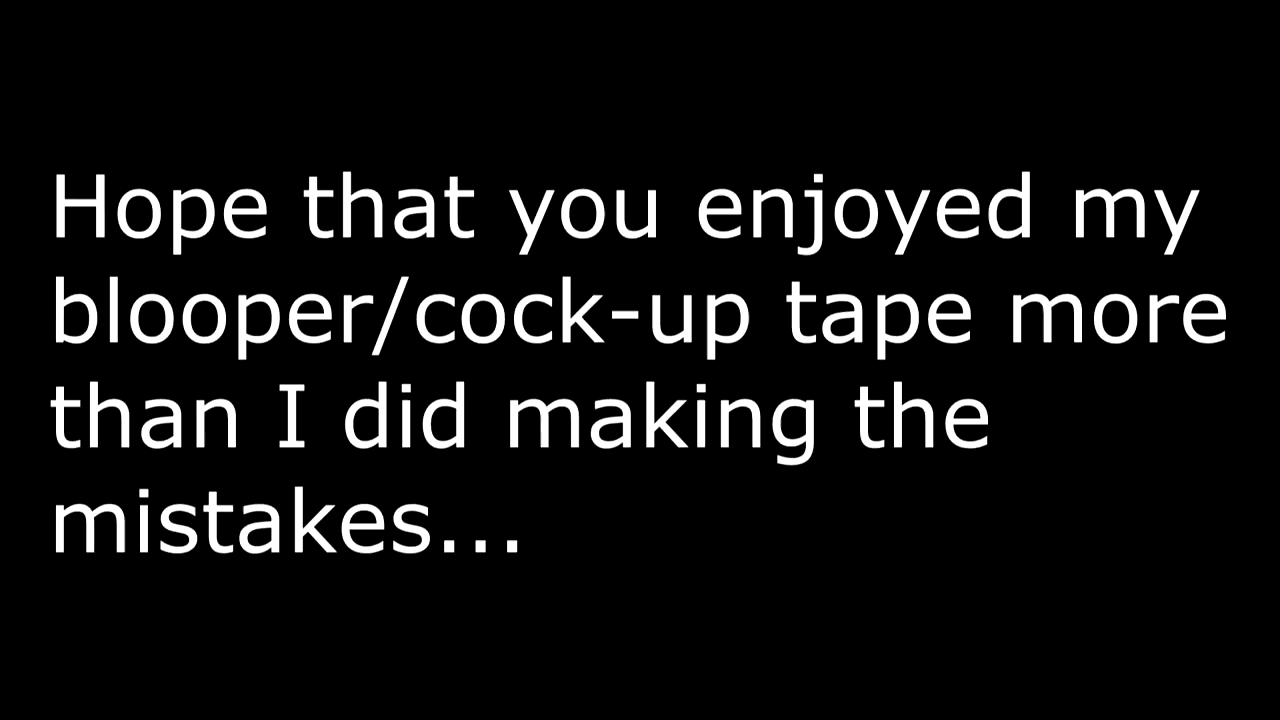 Hope that you enjoyed my
blooper/cock-up tape more
than I did making the
mistakes...